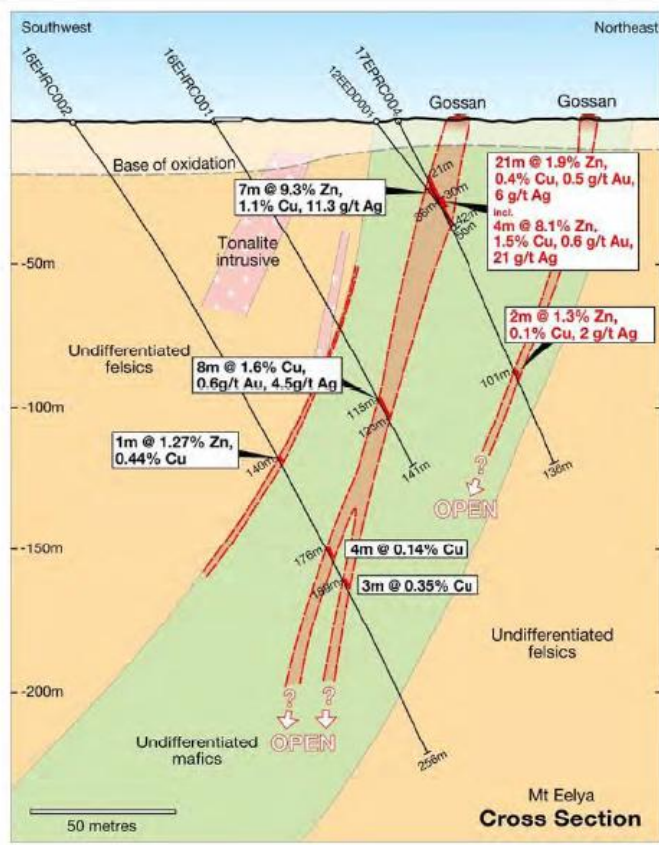 Southwest
Northeast
16EHRC002
16EHRC001
12EED0001
17EPRC004
Gossan
Gossan
Base of oxidation
7m @ 9.3% Zn,
1.1% Cu, 11.3 g/t Ag
21m
30m
42m
21m @ 1.9% Zn,
0.4% Cu, 0.5 g/t Au,
6 g/t Ag
incl.
4m @ 8.1% Zn,
1.5% Cu, 0.6 g/t Au,
21 g/t Ag
Tonalite
intrusive
-50m
Undifferentiated
felsics
2m @ 1.3% Zn,
0.1% Cu, 2 g/t Ag
101m
8m @ 1.6% Cu,
0.6g/t Au, 4.5g/t Ag
115m
123m
-100m
1m @ 1.27% Zn,
0.44% Cu
140m
141m
136m
?
OPEN
-150m
176m
4m @ 0.14% Cu
189m
3m @ 0.35% Cu
Undifferentiated
felsics
-200m
?
?
OPEN
Undifferentiated
mafics
256m
50 metres
Mt Eelya
Cross Section